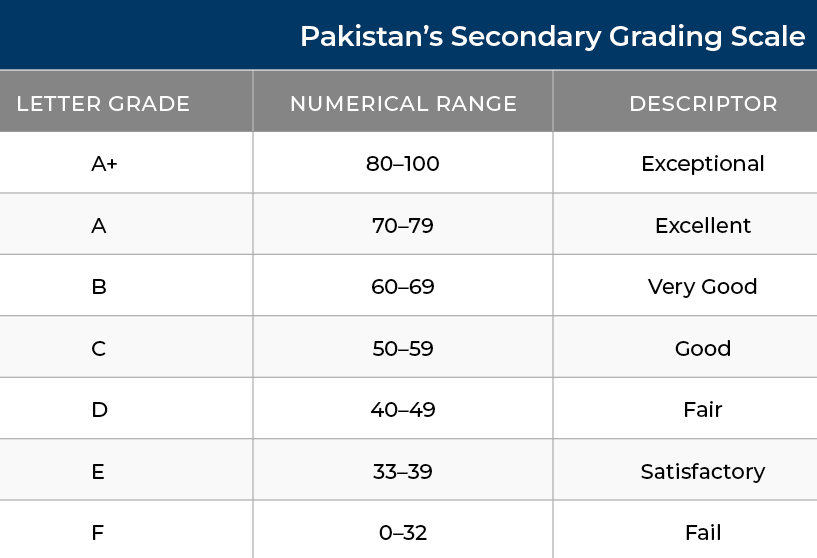 Pakistan’s Secondary Grading Scale
LETTER GRADE NUMERICAL RANGE DESCRIPTOR
A+ 80–100 Exceptional
A 70–79 Excellent
B 60–69 Very Good
C 50–59 Good
D 40–49 Fair
E 33–39 Satisfactory
F 0–32 Fail